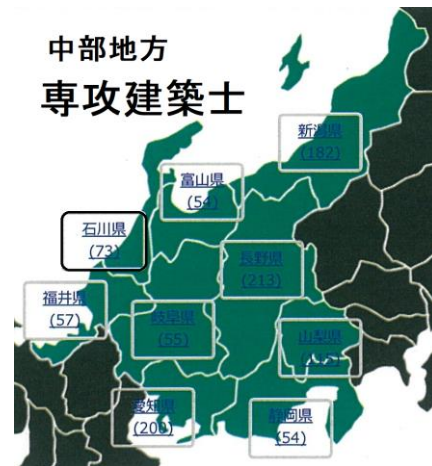 中部地方
専攻建築士
新潟県
(182)
富山県
(54)
石川県
(73)
長野県
(213)
福井県
(57)
岐阜県
(55)
山梨県
愛知県
静岡県
(54)